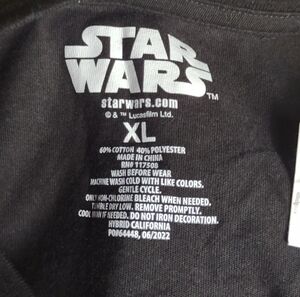 STAR
WARS™
starwars.com
© & ™ Lucasfilm Ltd.
XL
60% COTTON 40% POLYESTER
MADE IN CHINA
RN# 117508
WASH BEFORE WEAR
MACHINE WASH COLD WITH LIKE COLORS.
GENTLE CYCLE.
ONLY NON-CHLORINE BLEACH WHEN NEEDED.
TUMBLE DRY LOW. REMOVE PROMPTLY.
COOL IRON IF NEEDED. DO NOT IRON DECORATION.
HYBRID CALIFORNIA
PO#64448, 06/2022